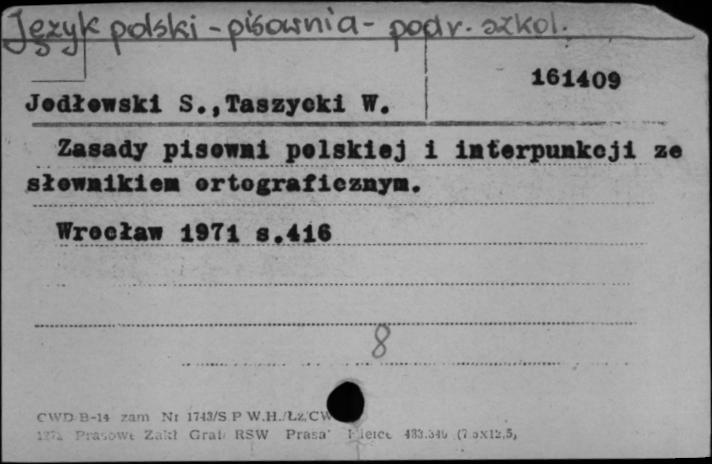 Język polski - pisownia - podr. szkol.
161409
Jodłowski S.,Taszycki W.
Zasady pisowni polskiej i interpunkcji ze
słownikiem ortograficznym.
Wrocław 1971 s.416
8
CWD B-14 zam Nr 1743/S P W.H./Łz/CW
Prasowe Zakł Graf RSW Prasa